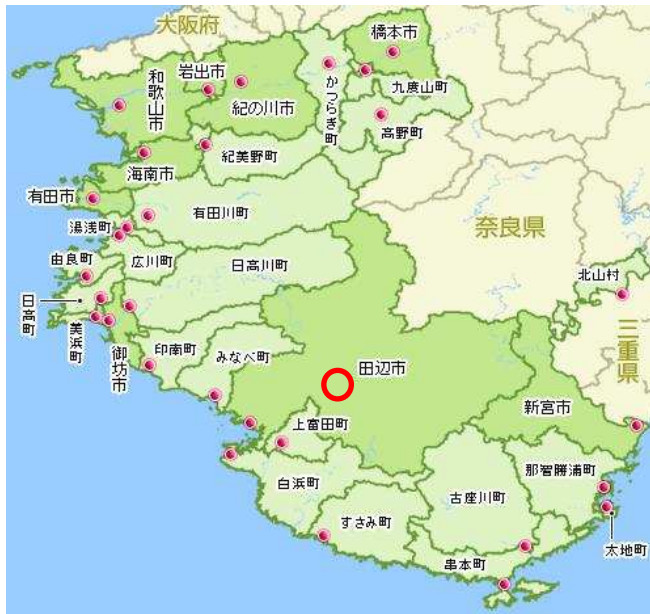 大阪府
橋本市
岩出市
和歌山市
紀の川市
かつらぎ町
九度山町
高野町
紀美野町
海南市
有田市
有田川町
湯浅町
奈良県
由良町
広川町
日高川町
北山村
日高町
美浜町
御坊市
印南町
みなべ町
田辺市
三重県
新宮市
上富田町
那智勝浦町
白浜町
古座川町
すさみ町
太地町
串本町